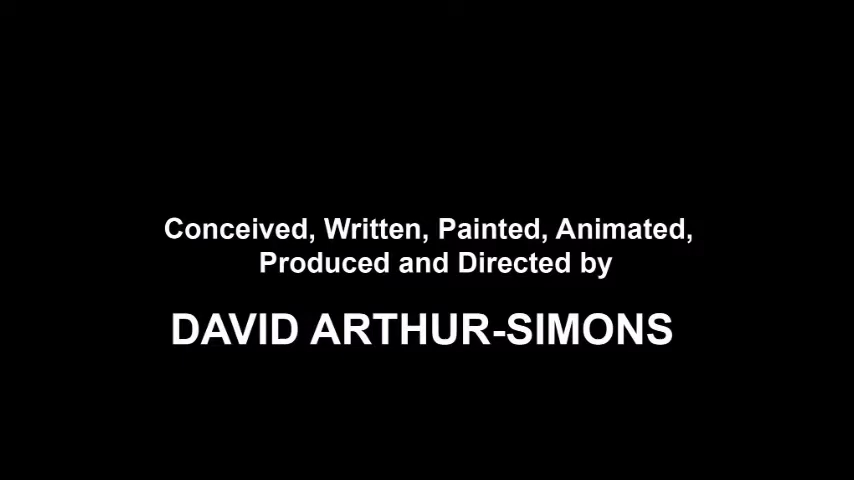 Conceived, Written, Painted, Animated,
Produced and Directed by
DAVID ARTHUR-SIMONS